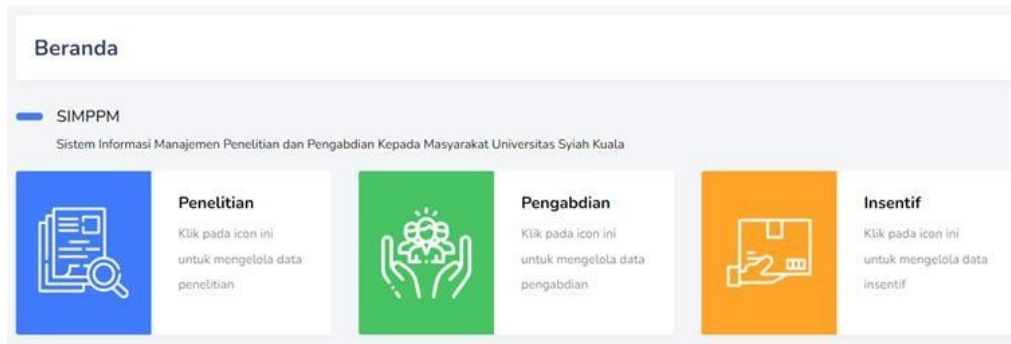 Beranda
SIMPPM
Sistem Informasi Manajemen Penelitian dan Pengabdian Kepada Masyarakat Universitas Syiah Kuala
Penelitian
Klik pada icon ini
untuk mengelola data
penelitian
Pengabdian
Klik pada icon ini
untuk mengelola data
pengabdian
Insentif
Klik pada icon ini
untuk mengelola data
insentif